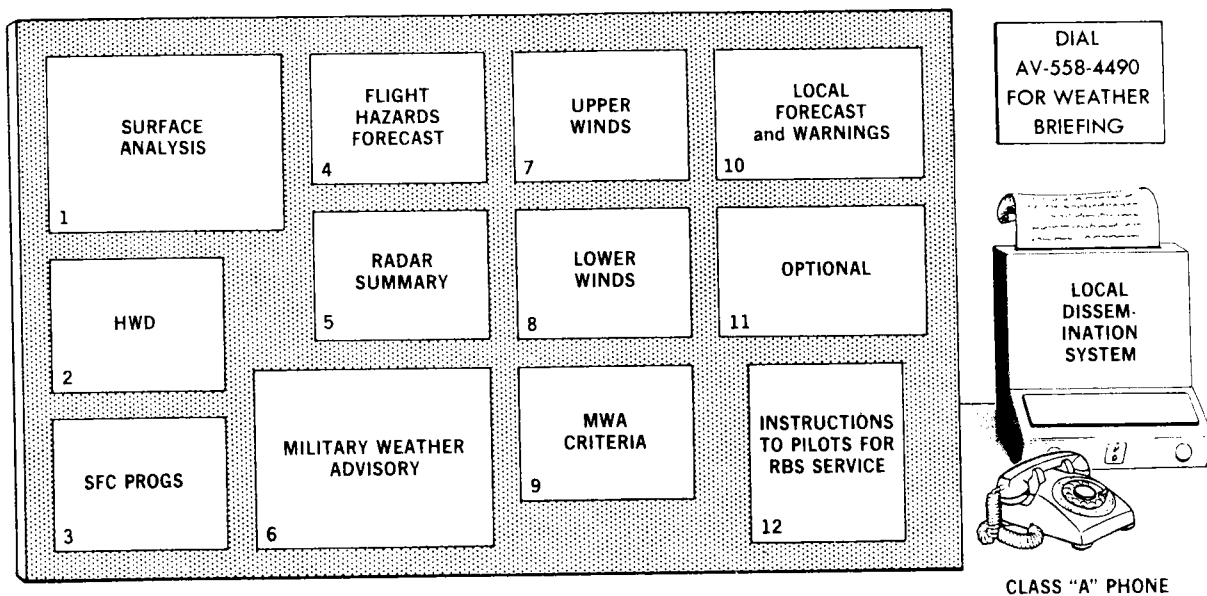 SURFACE
ANALYSIS
1
HWD
2
SFC PROGS
3
FLIGHT
HAZARDS
FORECAST
4
RADAR
SUMMARY
5
MILITARY WEATHER
ADVISORY
6
UPPER
WINDS
7
LOWER
WINDS
8
MWA
CRITERIA
9
LOCAL
FORECAST
and WARNINGS
10
OPTIONAL
11
INSTRUCTIONS
TO PILOTS FOR
RBS SERVICE
12
DIAL
AV-558-4490
FOR WEATHER
BRIEFING
LOCAL
DISSEM-
INATION
SYSTEM
CLASS "A" PHONE